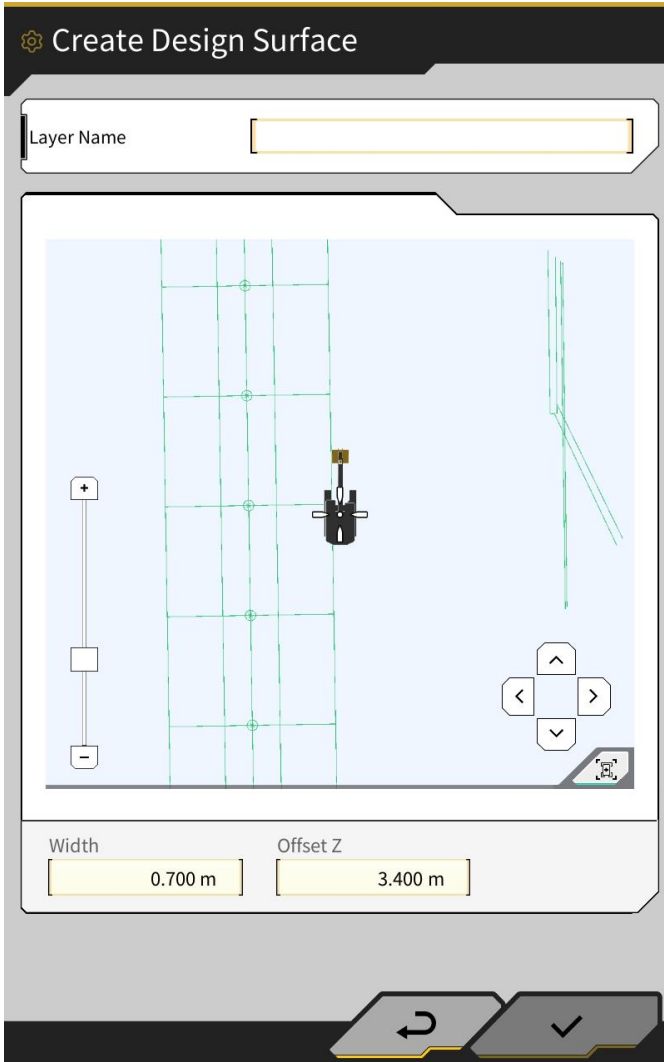 Create Design Surface
Layer Name
+
−
Width
Offset Z
0.700 m
3.400 m